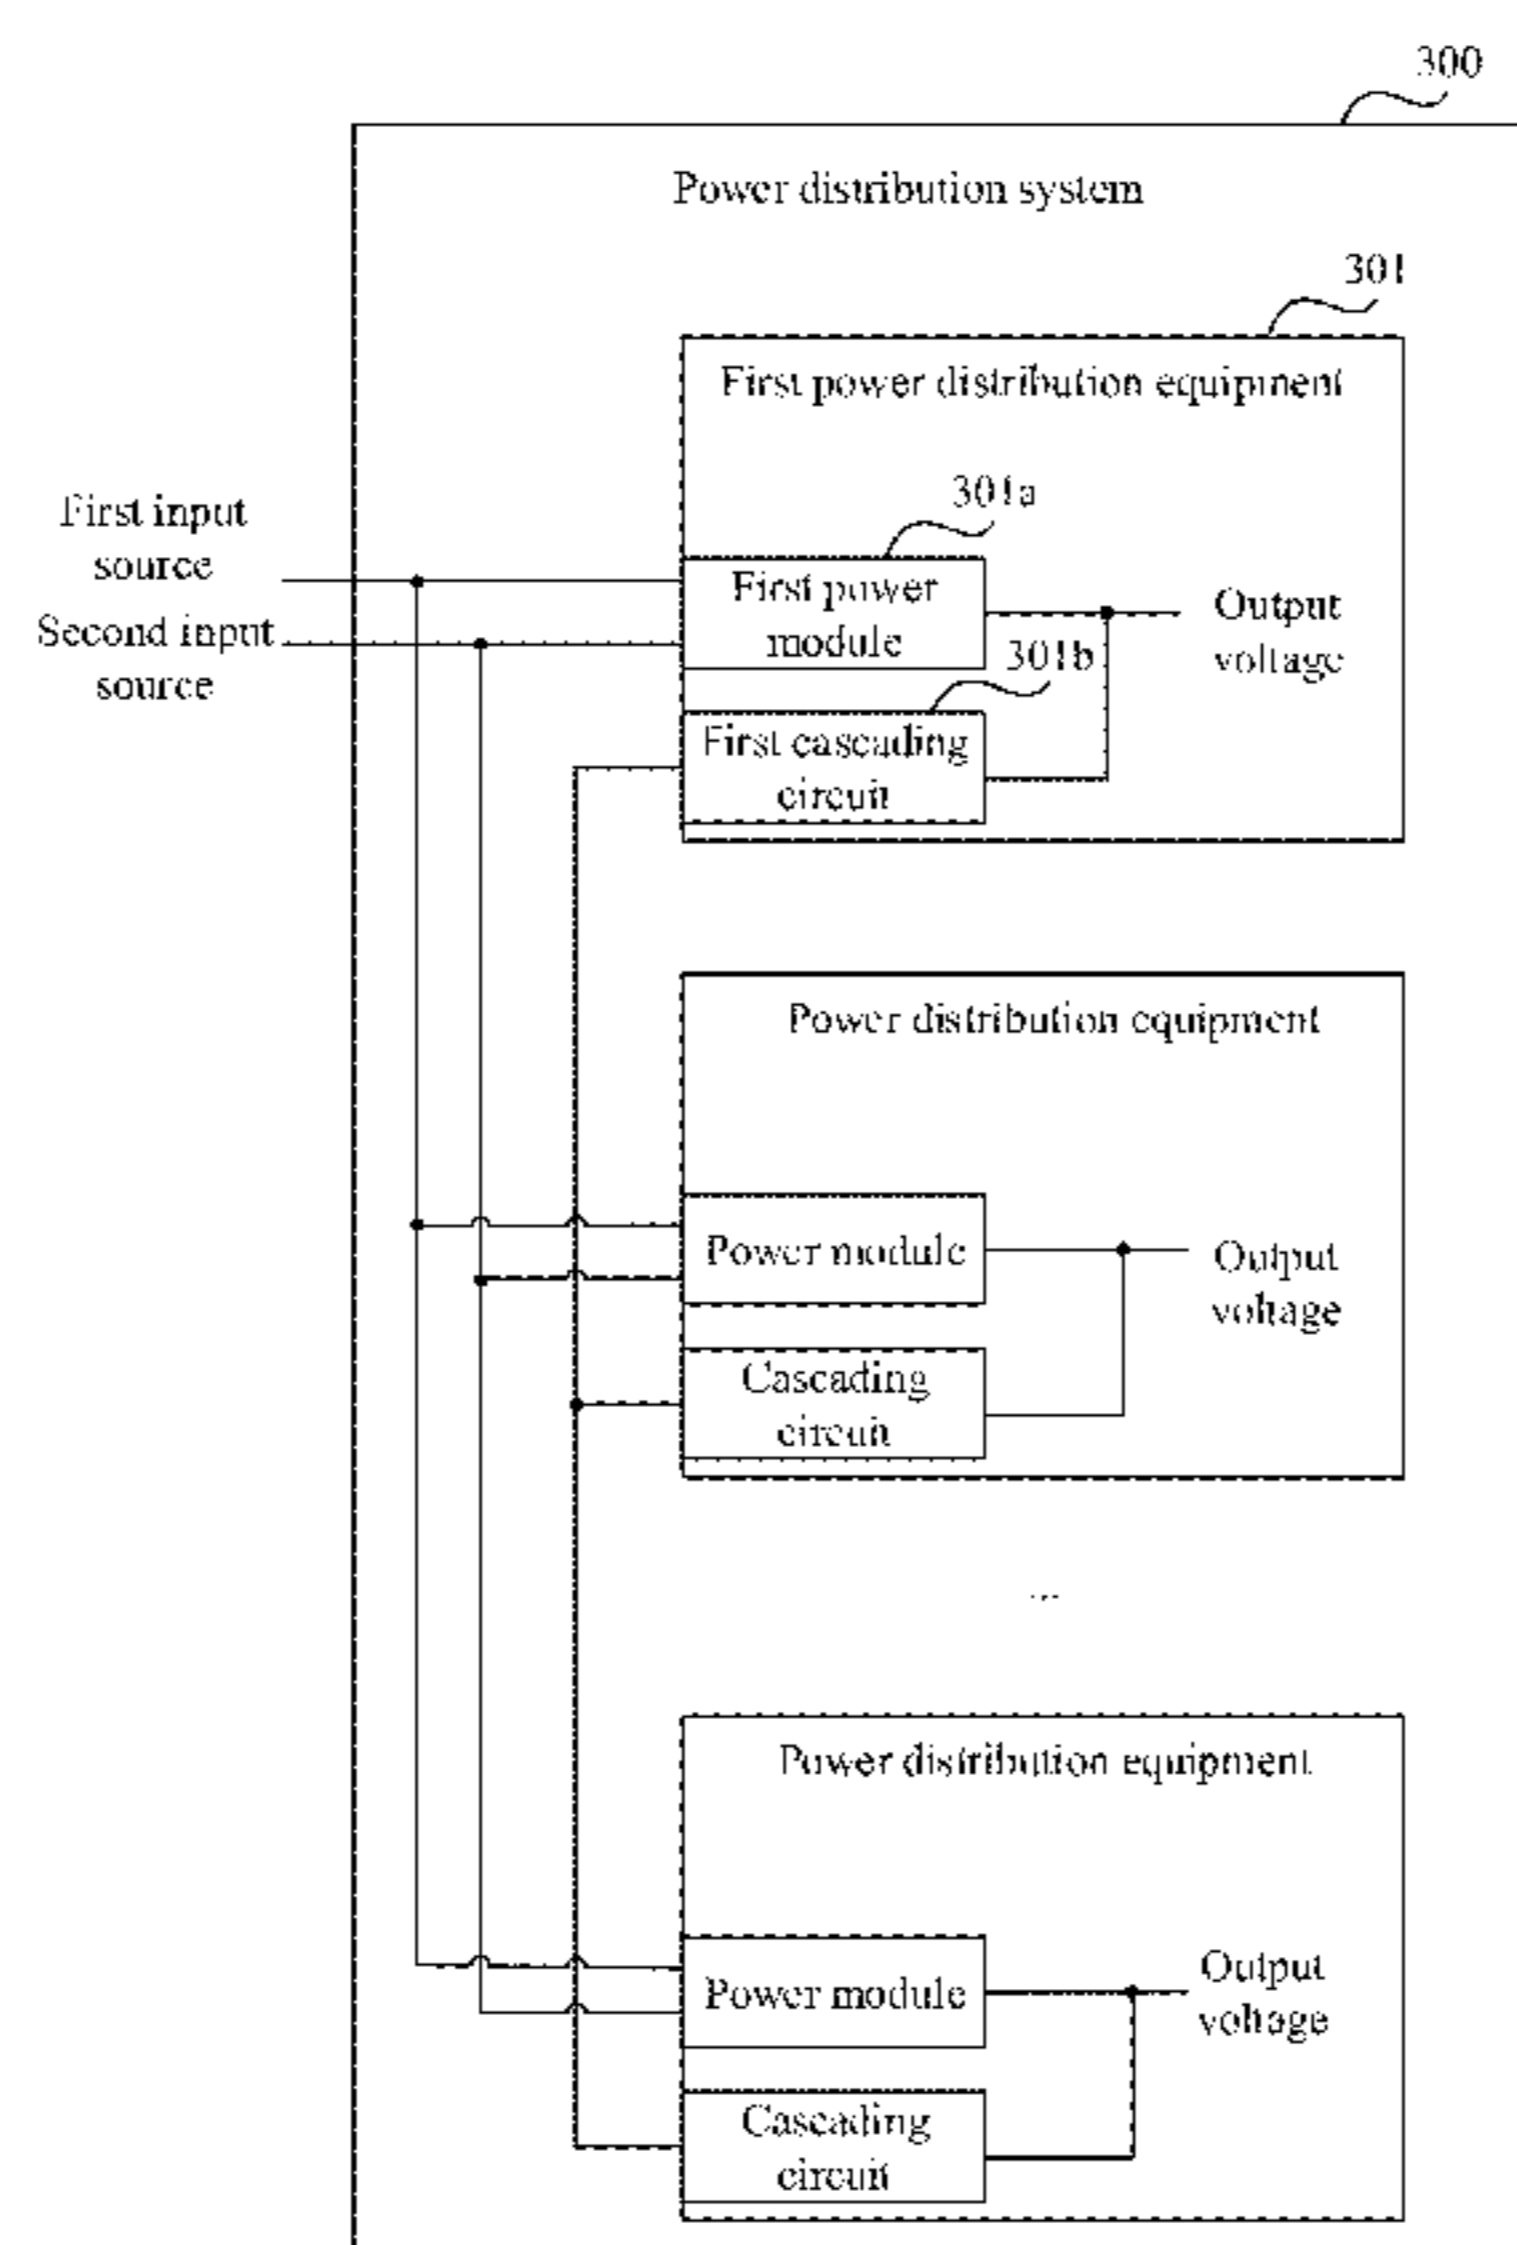 300
Power distribution system
301
First power distribution equipment
301a
First input
source
First power
module
Output
voltage
Second input
source
301b
First cascading
circuit
Power distribution equipment
Power module
Output
voltage
Cascading
circuit
...
Power distribution equipment
Power module
Output
voltage
Cascading
circuit